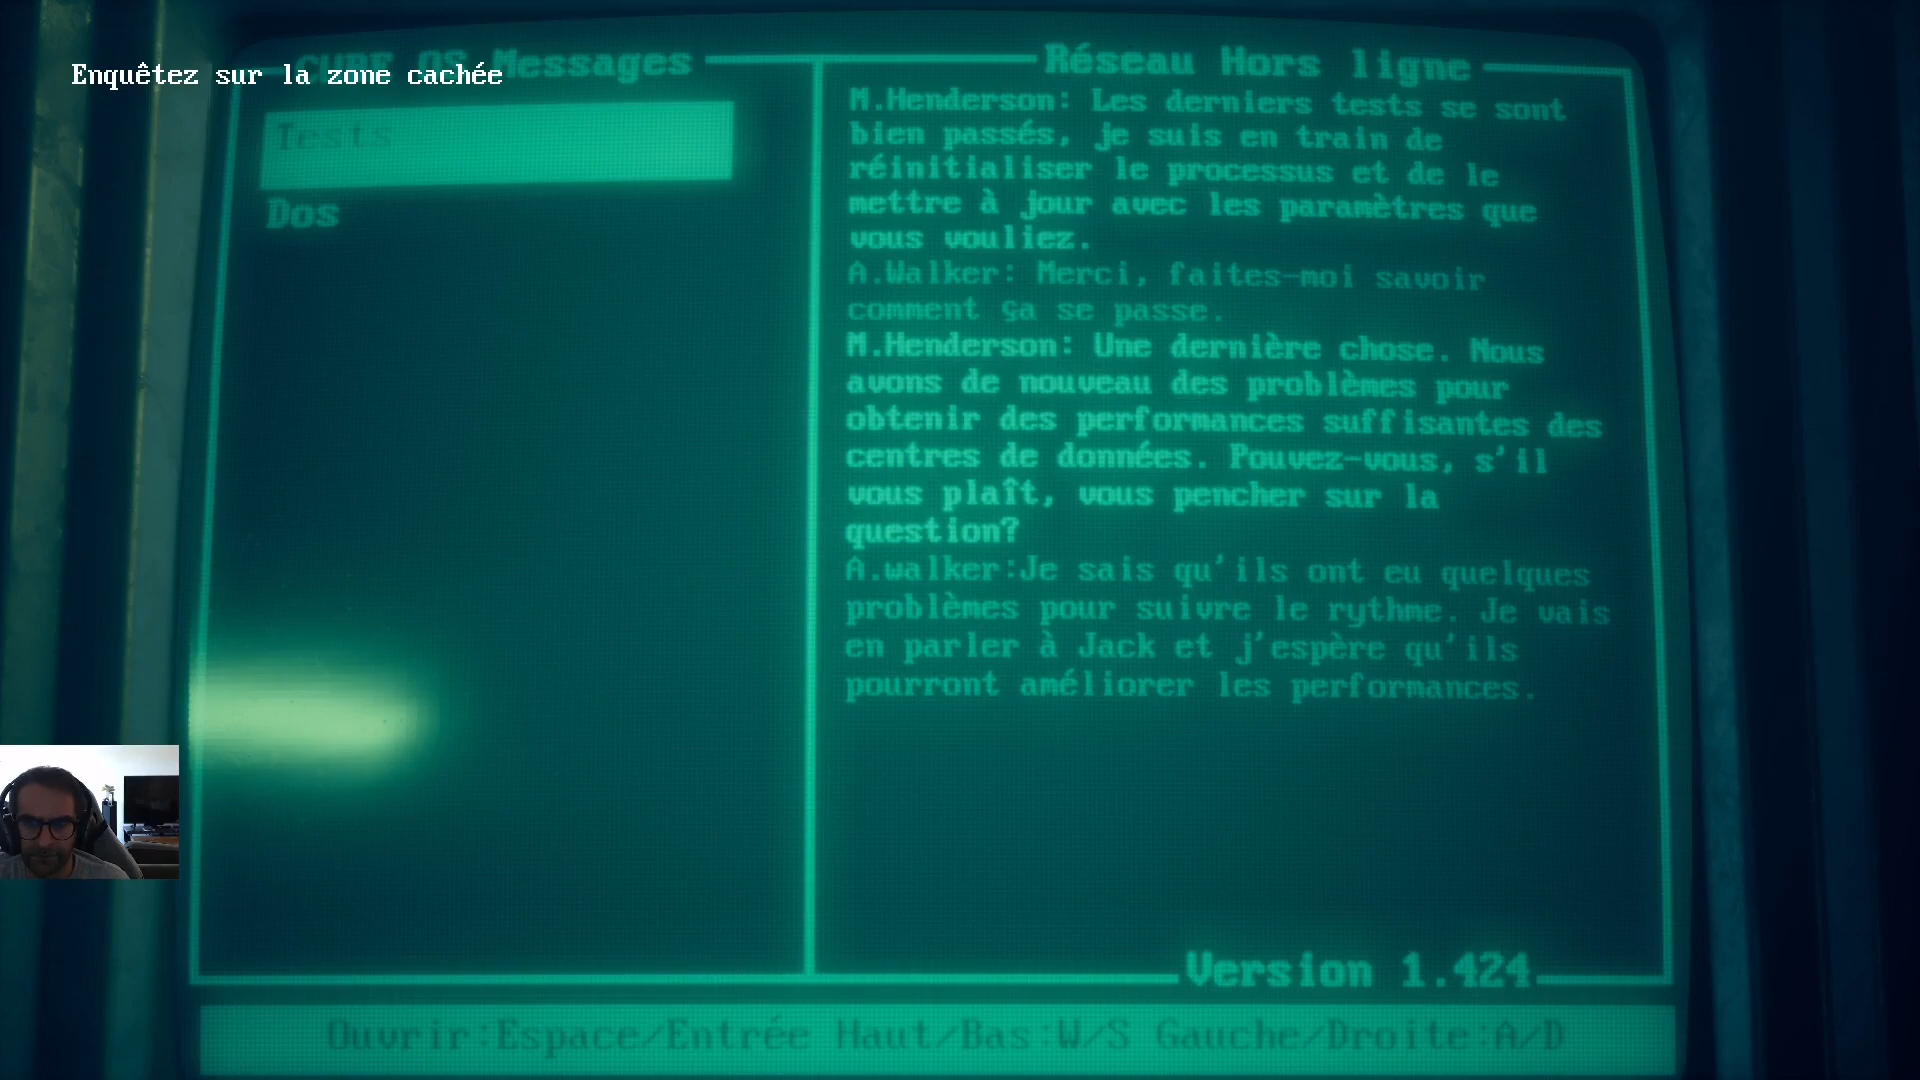 CUBE OS Messages
Réseau Hors ligne
Enquêtez sur la zone cachée
Tests
Dos
M.Henderson: Les derniers tests se sont
bien passés, je suis en train de
réinitialiser le processus et de le
mettre à jour avec les paramètres que
vous vouliez.
A.Walker: Merci, faites-moi savoir
comment ça se passe.
M.Henderson: Une dernière chose. Nous
avons de nouveau des problèmes pour
obtenir des performances suffisantes des
centres de données. Pouvez-vous, s'il
vous plaît, vous pencher sur la
question?
A.walker:Je sais qu'ils ont eu quelques
problèmes pour suivre le rythme. Je vais
en parler à Jack et j'espère qu'ils
pourront améliorer les performances.
Version 1.424
Ouvrir:Espace/Entrée Haut/Bas:W/S Gauche/Droite:A/D